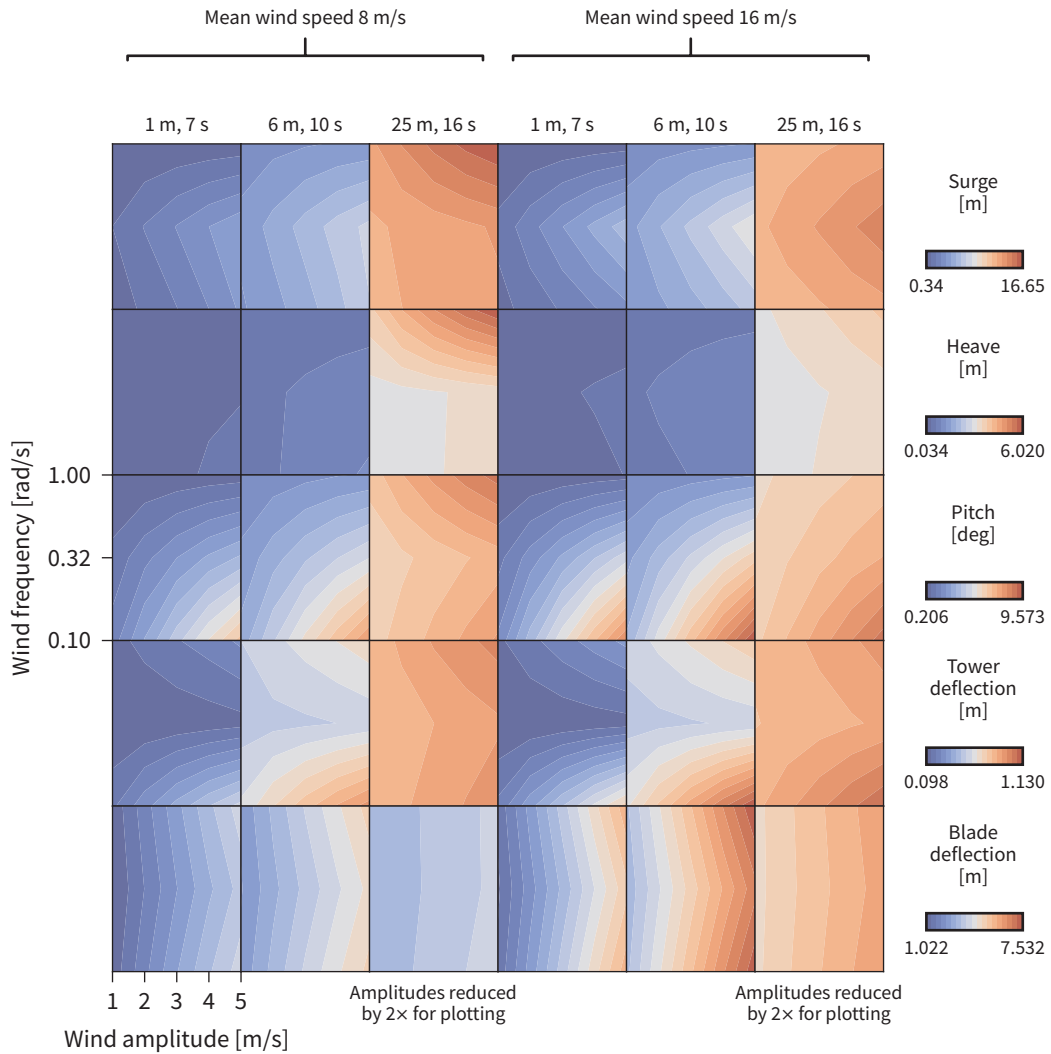 Mean wind speed 8 m/s
Mean wind speed 16 m/s
1 m, 7 s
6 m, 10 s
25 m, 16 s
1 m, 7 s
6 m, 10 s
25 m, 16 s
Surge
[m]
0.34
16.65
Heave
[m]
0.034
6.020
Wind frequency [rad/s]
1.00
0.32
0.10
Pitch
[deg]
0.206
9.573
Tower
deflection
[m]
0.098
1.130
Blade
deflection
[m]
1.022
7.532
1
2
3
4
5
Wind amplitude [m/s]
Amplitudes reduced
by 2× for plotting
Amplitudes reduced
by 2× for plotting